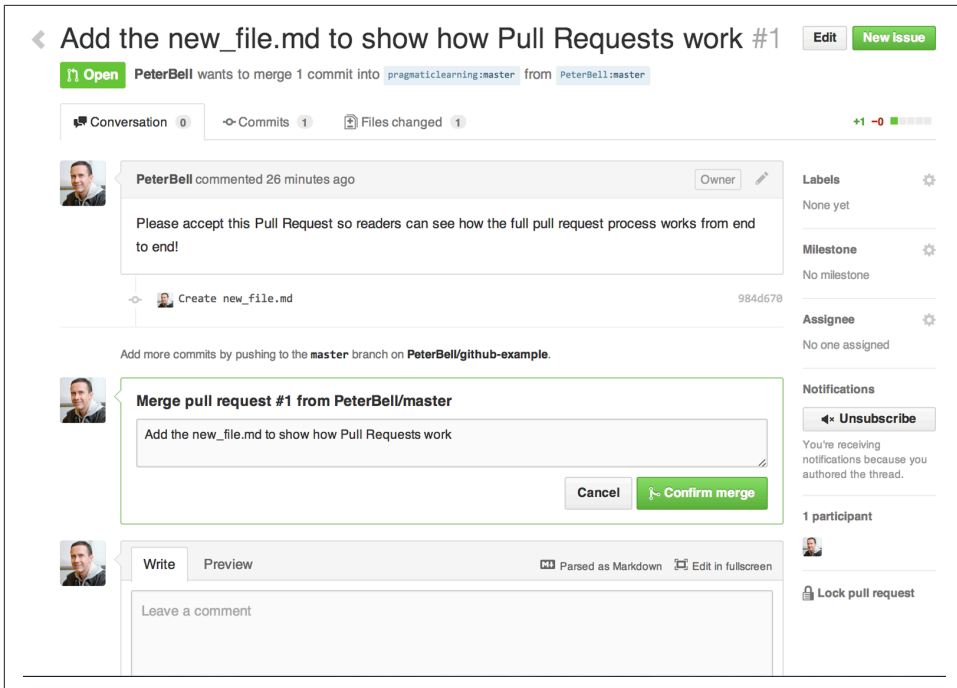 Add the new_file.md to show how Pull Requests work #1
Edit
New issue
Open
PeterBell wants to merge 1 commit into pragmaticlearning:master from PeterBell:master
Conversation 0
Commits 1
Files changed 1
+1 −0
PeterBell commented 26 minutes ago
Owner
Please accept this Pull Request so readers can see how the full pull request process works from end
to end!
Create new_file.md
984d670
Add more commits by pushing to the master branch on PeterBell/github-example.
Merge pull request #1 from PeterBell/master
Add the new_file.md to show how Pull Requests work
Cancel
Confirm merge
Write
Preview
Parsed as Markdown
Edit in fullscreen
Leave a comment
Labels
None yet
Milestone
No milestone
Assignee
No one assigned
Notifications
Unsubscribe
You're receiving
notifications because you
authored the thread.
1 participant
Lock pull request